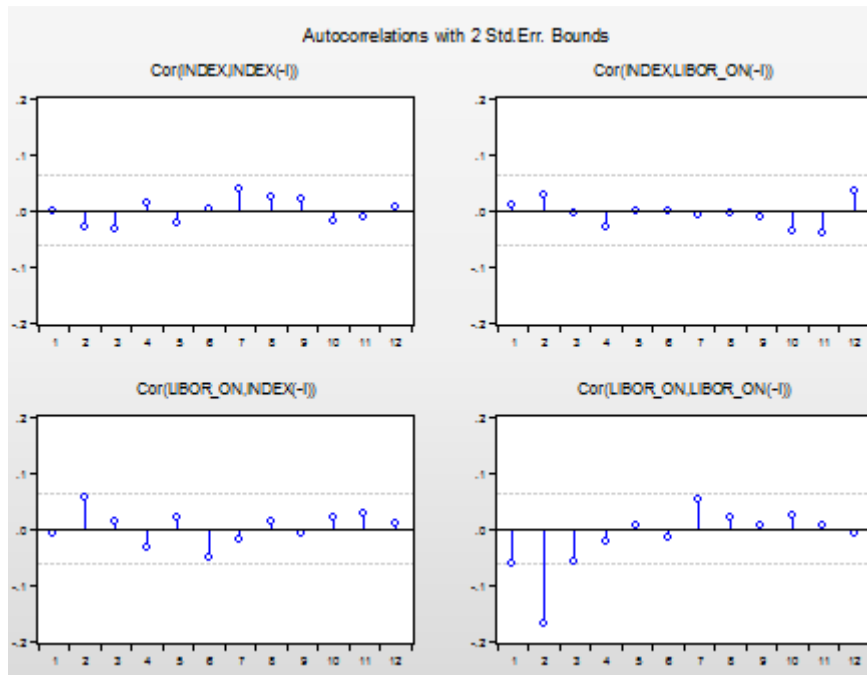 Autocorrelations with 2 Std.Err. Bounds
Cor(INDEX,INDEX(-I))
Cor(INDEX,LIBOR_ON(-I))
.2
.1
.0
-.1
-.2
1 2 3 4 5 6 7 8 9 10 11 12
.2
.1
.0
-.1
-.2
1 2 3 4 5 6 7 8 9 10 11 12
Cor(LIBOR_ON,INDEX(-I))
Cor(LIBOR_ON,LIBOR_ON(-I))
.2
.1
.0
-.1
-.2
1 2 3 4 5 6 7 8 9 10 11 12
.2
.1
.0
-.1
-.2
1 2 3 4 5 6 7 8 9 10 11 12